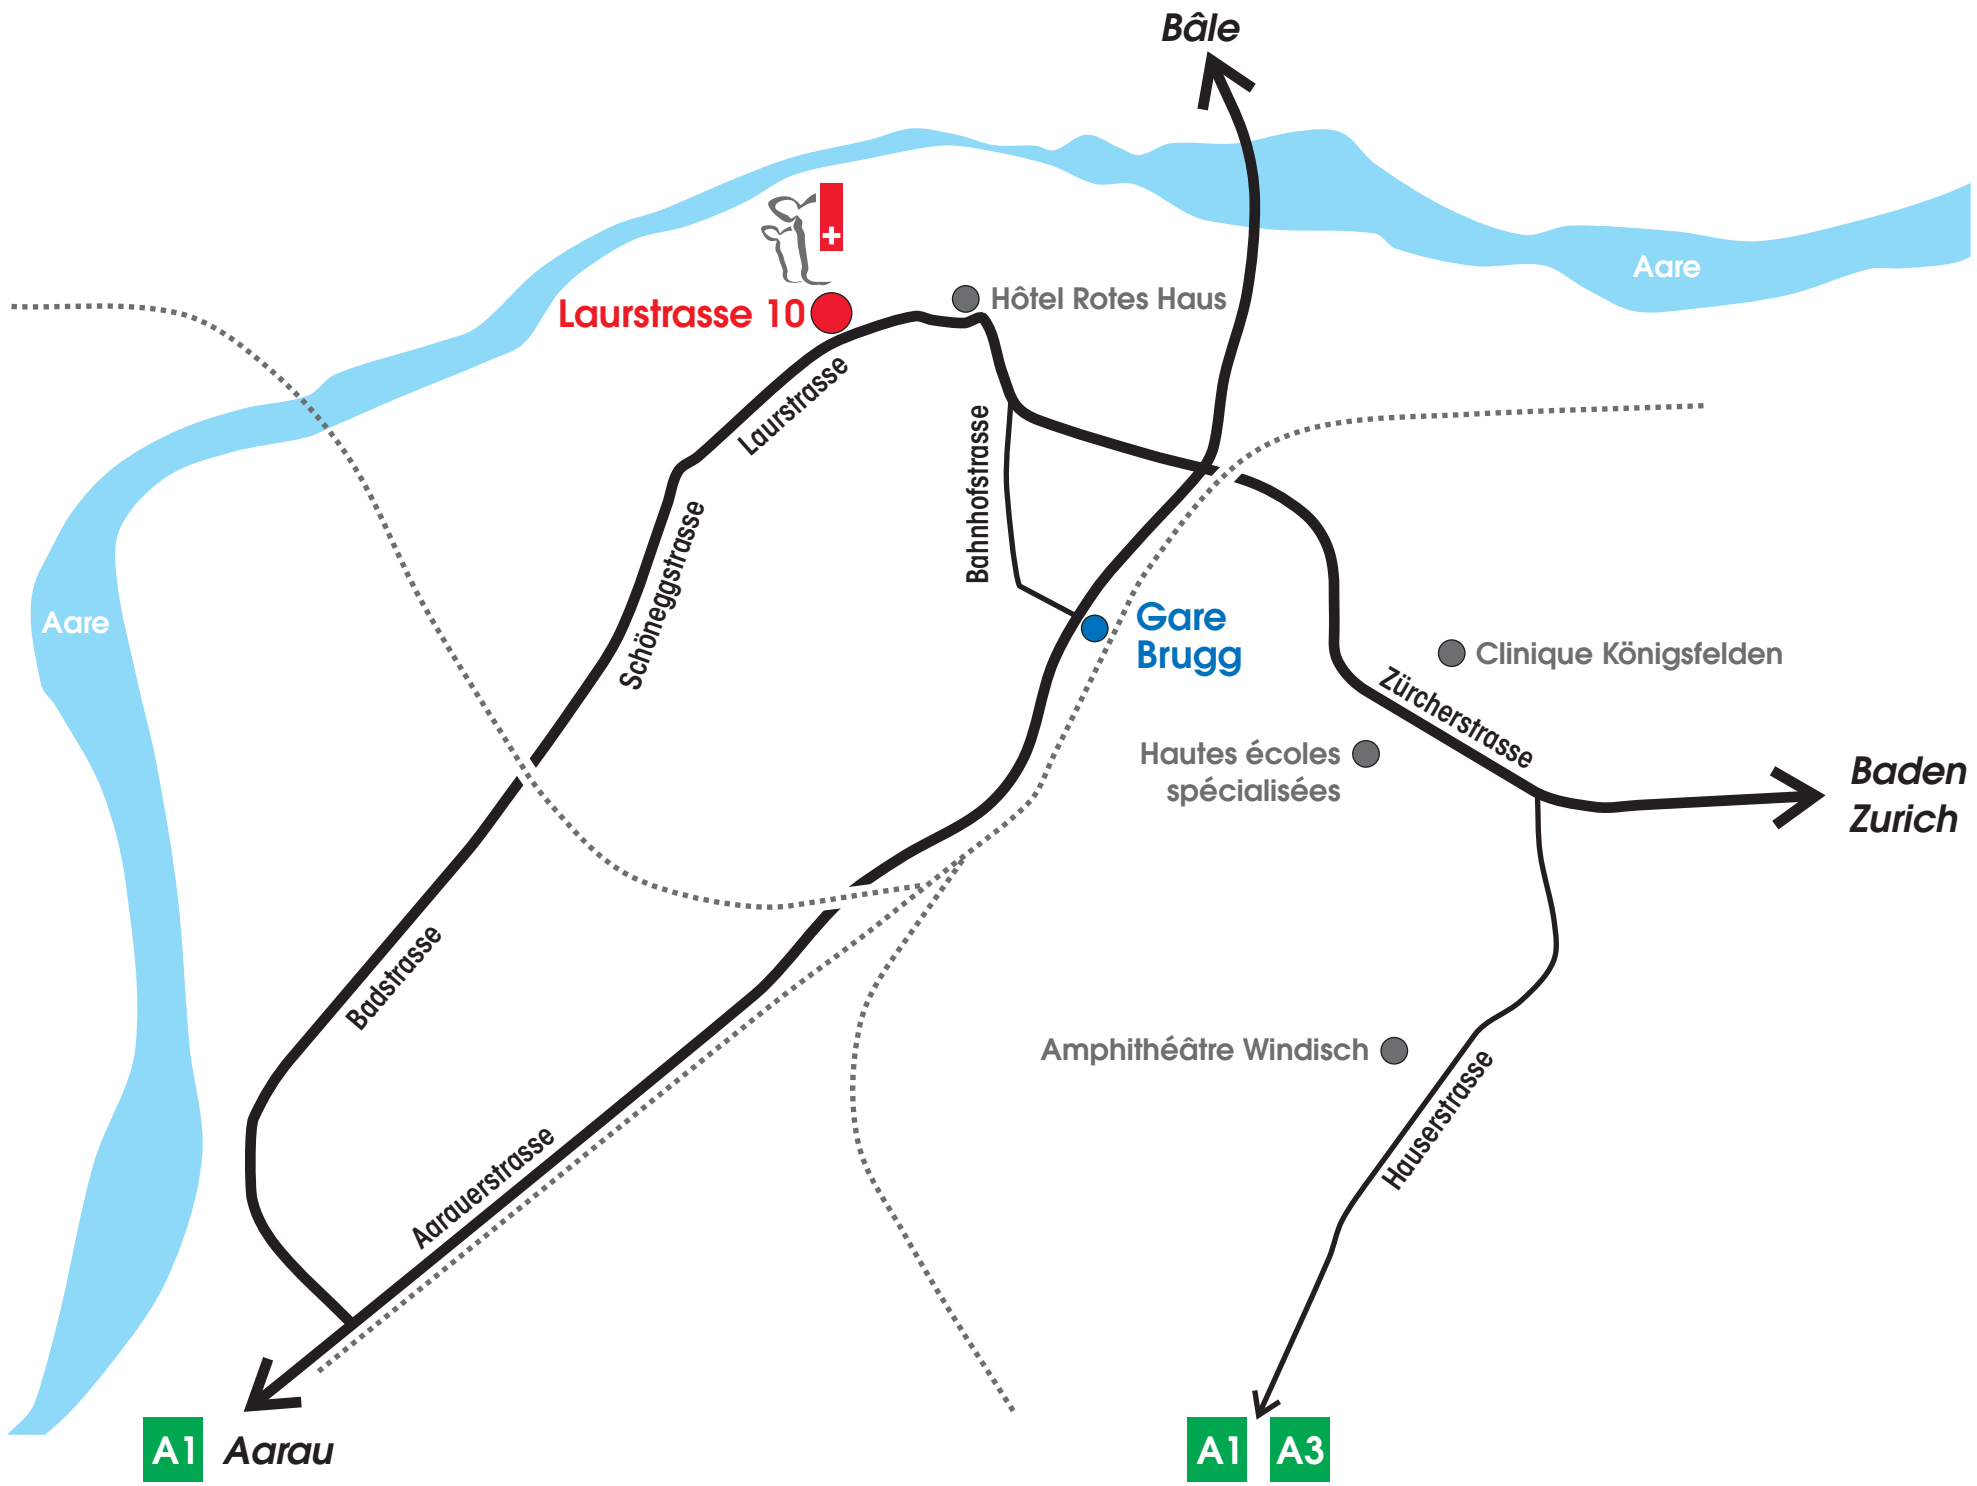 Bâle
Aare
Hôtel Rotes Haus
Laurstrasse 10
Laurstrasse
Bahnhofstrasse
Schöneggstrasse
Aare
Gare
Brugg
Clinique Königsfelden
Zürcherstrasse
Hautes écoles
spécialisées
Baden
Zurich
Badstrasse
Amphithéâtre Windisch
Hauserstrasse
Aarauerstrasse
A1 Aarau
A1 A3